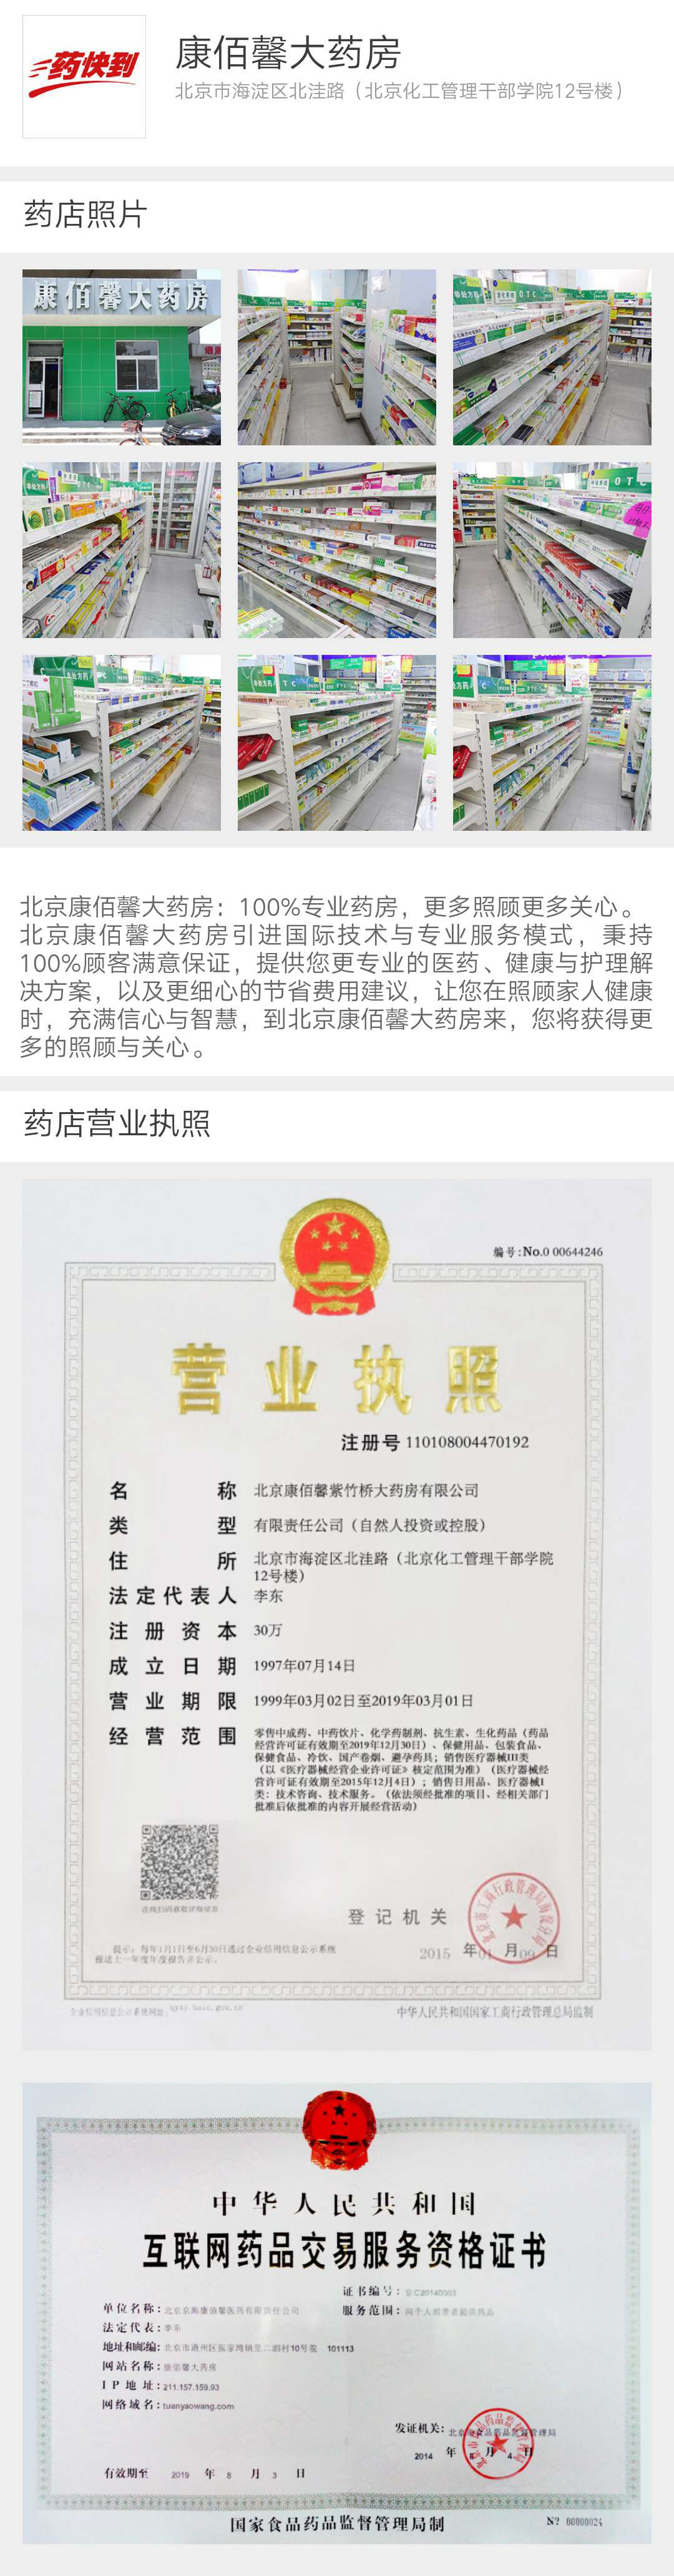 药快到
康佰馨大药房
北京市海淀区北洼路（北京化工管理干部学院12号楼）
药店照片
康佰馨大药房
OTC
OTC
北京康佰馨大药房：100%专业药房，更多照顾更多关心。
北京康佰馨大药房引进国际技术与专业服务模式，秉持
100%顾客满意保证，提供您更专业的医药、健康与护理解
决方案，以及更细心的节省费用建议，让您在照顾家人健康
时，充满信心与智慧，到北京康佰馨大药房来，您将获得更
多的照顾与关心。
药店营业执照
编号:No.0 00644246
营业执照
注册号 110108004470192
名称 北京康佰馨紫竹桥大药房有限公司
类型 有限责任公司（自然人投资或控股）
住所 北京市海淀区北洼路（北京化工管理干部学院
12号楼）
法定代表人 李东
注册资本 30万
成立日期 1997年07月14日
营业期限 1999年03月02日至2019年03月01日
经营范围 零售中成药、中药饮片、化学药制剂、抗生素、生化药品（药品
经营许可证有效期至2019年12月30日）、保健用品、包装食品、
保健食品、冷饮、国产卷烟、避孕药具；销售医疗器械III类
（以《医疗器械经营企业许可证》核定范围为准）（医疗器械经
营许可证有效期至2015年12月4日）；销售日用品、医疗器械I
类；技术咨询、技术服务。（依法须经批准的项目、经相关部门
批准后依批准的内容开展经营活动）
在线扫码获取详细信息
登记机关
2015 年01 月09 日
提示：每年1月1日至6月30日通过企业信用信息公示系统
报送上一年度年度报告并公示。
企业信用信息公示系统网址：qyxy.baic.gov.cn
中华人民共和国国家工商行政管理总局监制
中华人民共和国
互联网药品交易服务资格证书
证书编号：京C20140003
单位名称：
服务范围：向个人消费者提供药品
法定代表：李东
地址和邮编：北京市通州区张家湾镇 10号院 101113
网站名称：康佰馨大药房
IP 地址：211.157.159.93
网络域名：tuanyaowang.com
发证机关：北京市食品药品监督管理局
2014 年 8 月 4 日
有效期至 2019 年 8 月 3 日
国家食品药品监督管理局制
N? 00000024